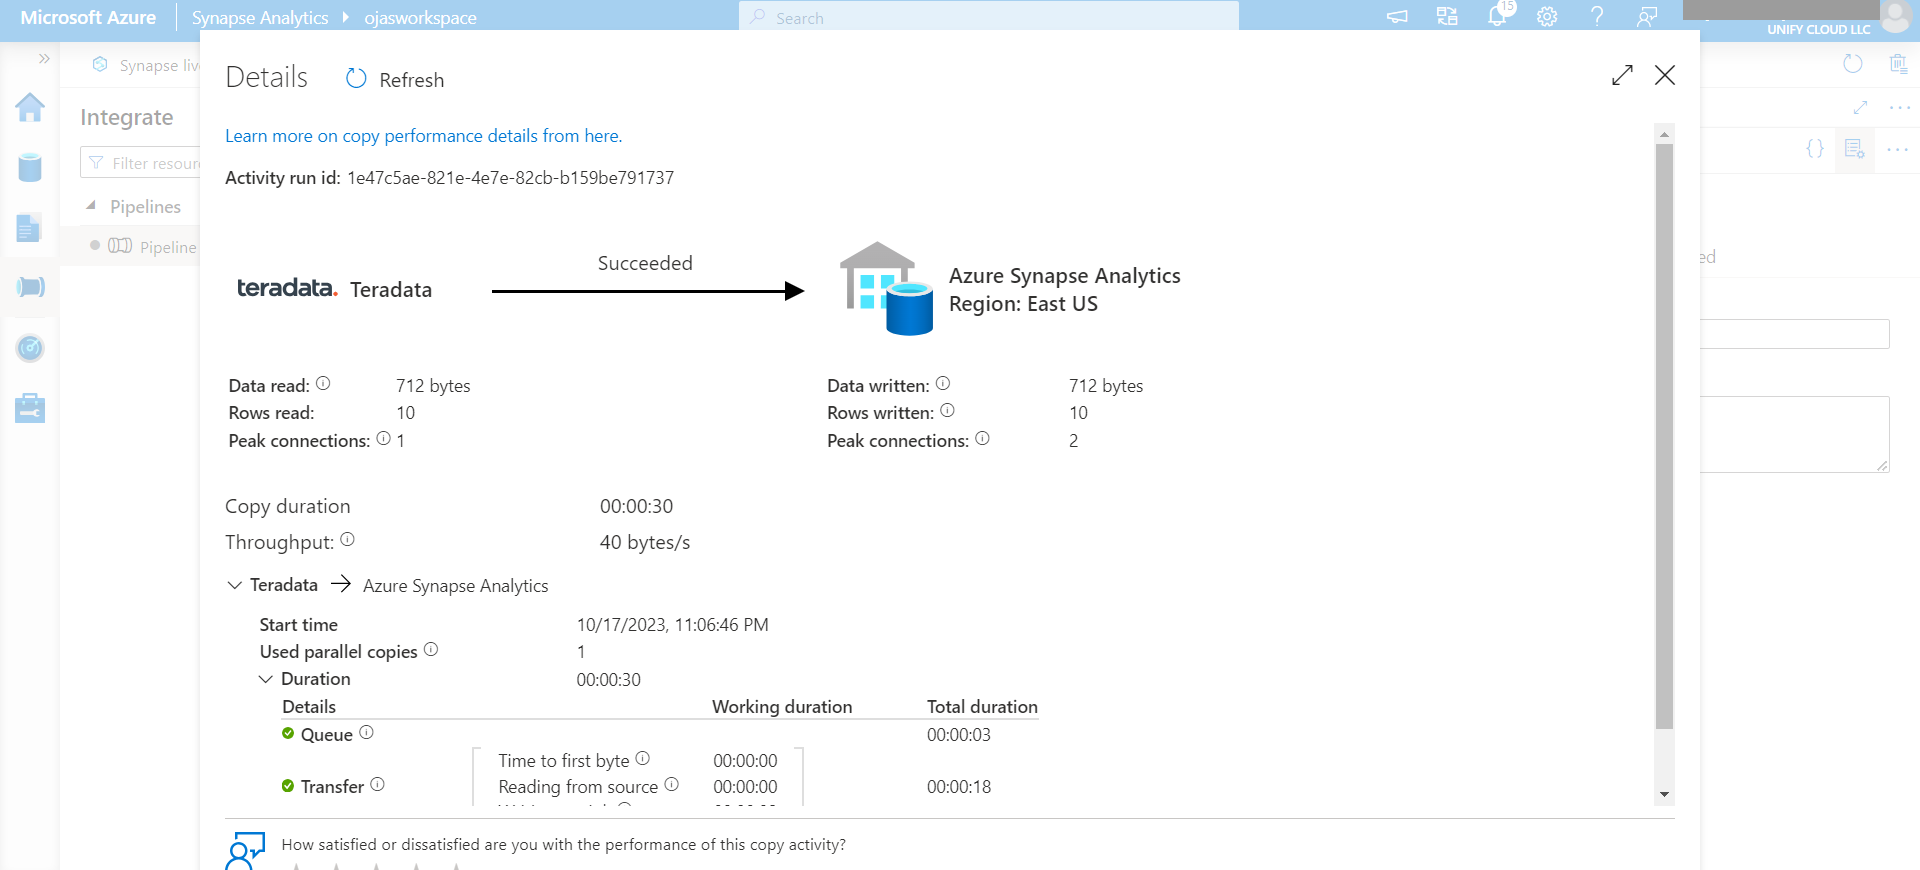 Microsoft Azure
Synapse Analytics
ojasworkspace
Search
15
UNIFY CLOUD LLC
Synapse
Details
Refresh
Integrate
Learn more on copy performance details from here.
Filter
Activity run id: 1e47c5ae-821e-4e7e-82cb-b159be791737
{}
Pipelines
Pipeline
Succeeded
teradata. Teradata
Azure Synapse Analytics
Region: East US
Data read: 712 bytes
Rows read: 10
Peak connections: 1
Data written: 712 bytes
Rows written: 10
Peak connections: 2
Copy duration 00:00:30
Throughput: 40 bytes/s
Teradata → Azure Synapse Analytics
Start time 10/17/2023, 11:06:46 PM
Used parallel copies 1
Duration 00:00:30
Details Working duration Total duration
Queue 00:00:03
Time to first byte 00:00:00
Reading from source 00:00:00
Transfer 00:00:18
How satisfied or dissatisfied are you with the performance of this copy activity?